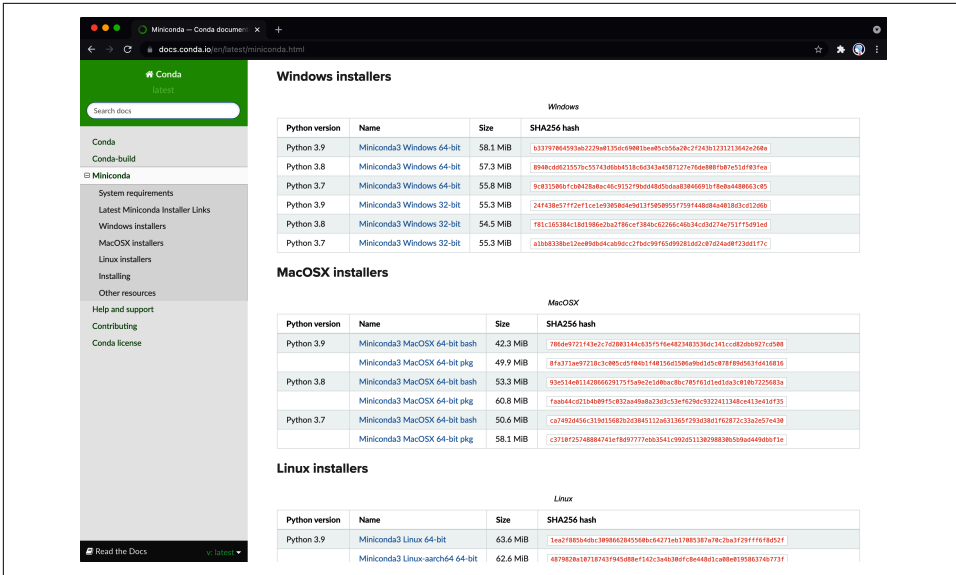 Miniconda — Conda document
docs.conda.io/en/latest/miniconda.html
Conda
latest
Search docs
Conda
Conda-build
Miniconda
System requirements
Latest Miniconda Installer Links
Windows installers
MacOSX installers
Linux installers
Installing
Other resources
Help and support
Contributing
Conda license
Read the Docs
v: latest
Windows installers
Windows
Python version Name Size SHA256 hash
Python 3.9 Miniconda3 Windows 64-bit 58.1 MiB
Python 3.8 Miniconda3 Windows 64-bit 57.3 MiB
Python 3.7 Miniconda3 Windows 64-bit 55.8 MiB
Python 3.9 Miniconda3 Windows 32-bit 55.3 MiB
Python 3.8 Miniconda3 Windows 32-bit 54.5 MiB
Python 3.7 Miniconda3 Windows 32-bit 55.3 MiB
MacOSX installers
MacOSX
Python version Name Size SHA256 hash
Python 3.9 Miniconda3 MacOSX 64-bit bash 42.3 MiB
Miniconda3 MacOSX 64-bit pkg 49.9 MiB
Python 3.8 Miniconda3 MacOSX 64-bit bash 53.3 MiB
Miniconda3 MacOSX 64-bit pkg 60.8 MiB
Python 3.7 Miniconda3 MacOSX 64-bit bash 50.6 MiB
Miniconda3 MacOSX 64-bit pkg 58.1 MiB
Linux installers
Linux
Python version Name Size SHA256 hash
Python 3.9 Miniconda3 Linux 64-bit 63.6 MiB
Miniconda3 Linux-aarch64 64-bit 62.6 MiB